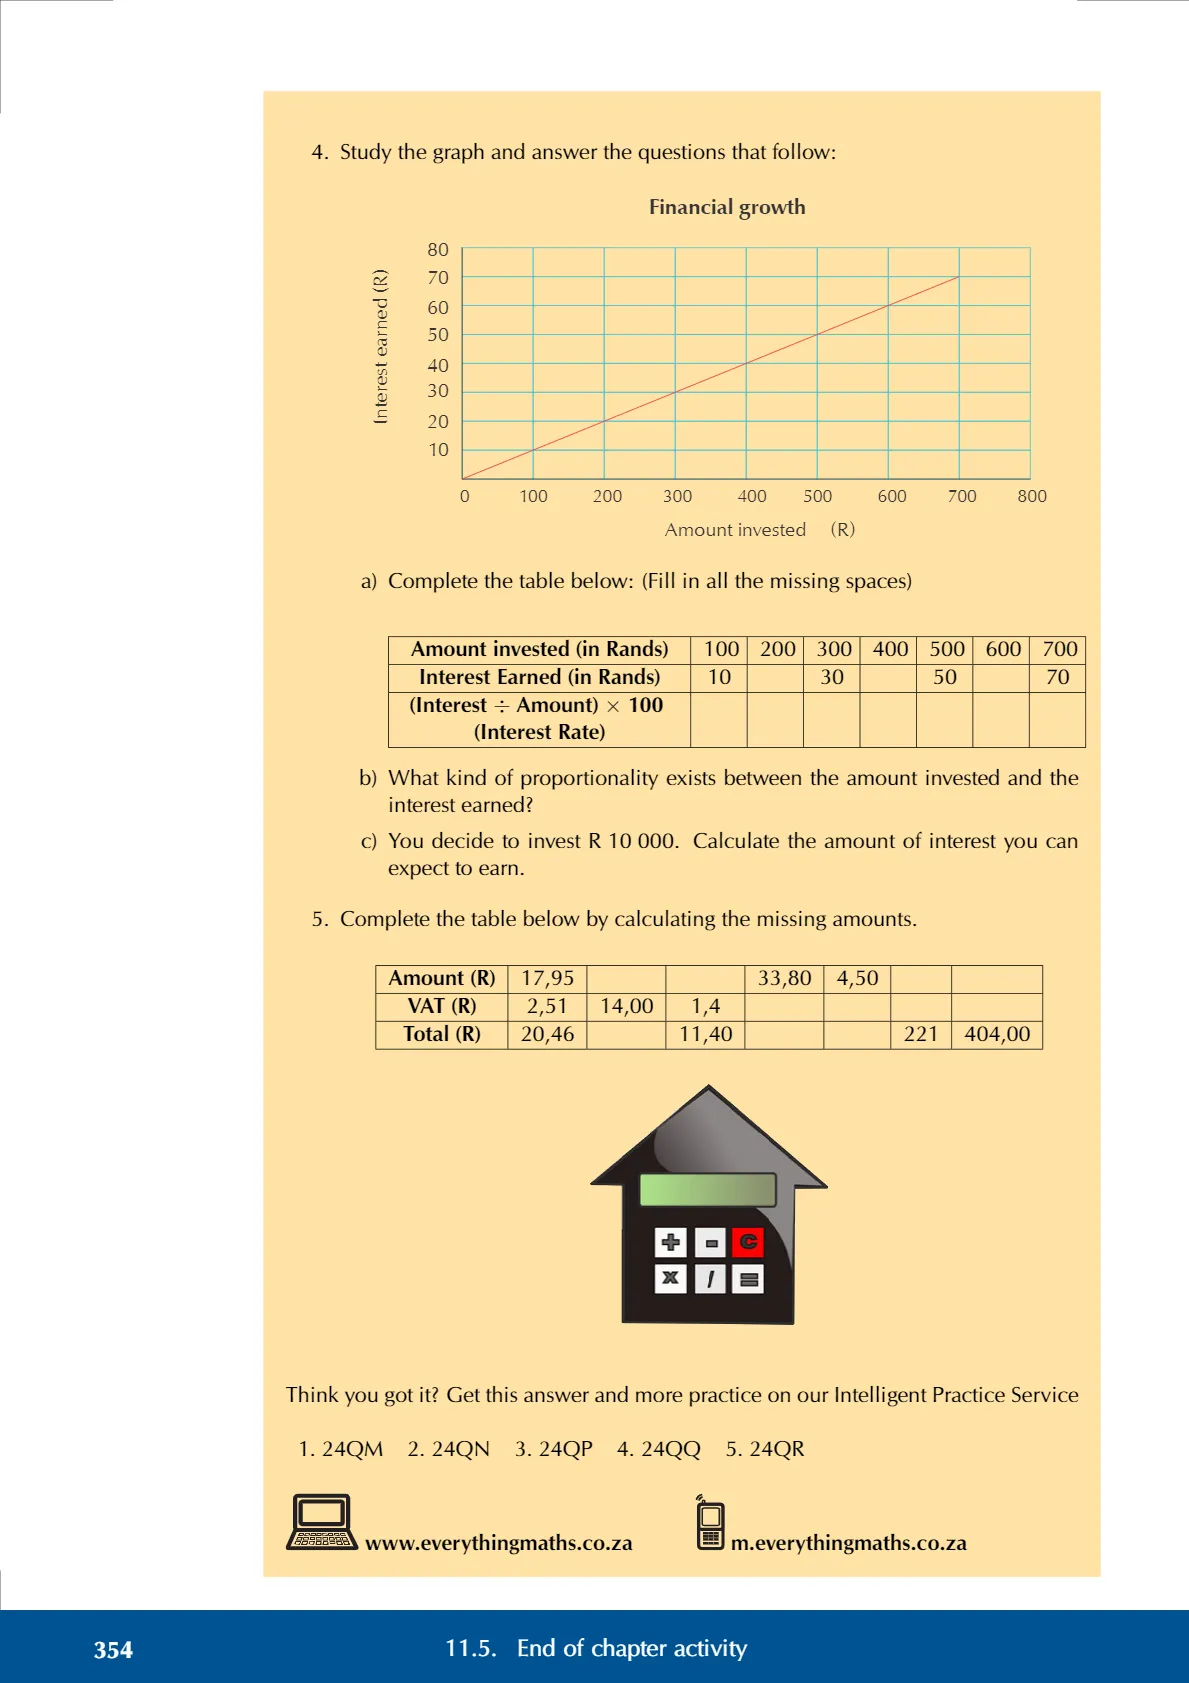 4. Study the graph and answer the questions that follow:
Financial growth
80
70
60
50
40
30
20
10
Interest earned (R)
0 100 200 300 400 500 600 700 800
Amount invested (R)
a) Complete the table below: (Fill in all the missing spaces)
Amount invested (in Rands) 100 200 300 400 500 600 700
Interest Earned (in Rands) 10 30 50 70
(Interest ÷ Amount) × 100
(Interest Rate)
b) What kind of proportionality exists between the amount invested and the
interest earned?
c) You decide to invest R 10 000. Calculate the amount of interest you can
expect to earn.
5. Complete the table below by calculating the missing amounts.
Amount (R) 17,95 33,80 4,50
VAT (R) 2,51 14,00 1,4
Total (R) 20,46 11,40 221 404,00
+ - C
x / =
Think you got it? Get this answer and more practice on our Intelligent Practice Service
1. 24QM 2. 24QN 3. 24QP 4. 24QQ 5. 24QR
www.everythingmaths.co.za m.everythingmaths.co.za
354 11.5. End of chapter activity